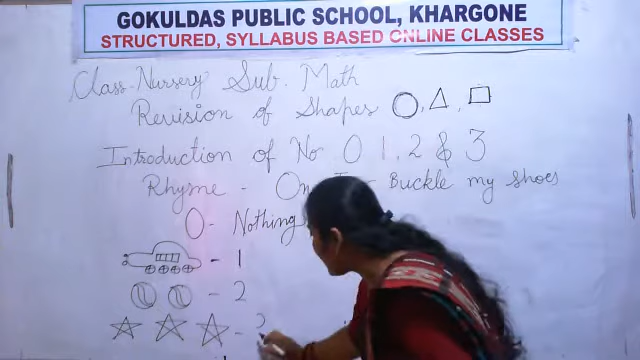 GOKULDAS PUBLIC SCHOOL, KHARGONE
STRUCTURED, SYLLABUS BASED ONLINE CLASSES
Class-Nursery Sub. Math
Revision of Shapes
Introduction of No 0 1, 2 & 3
Rhyme - Buckle my shoes
0- Nothing
- 1
- 2
-